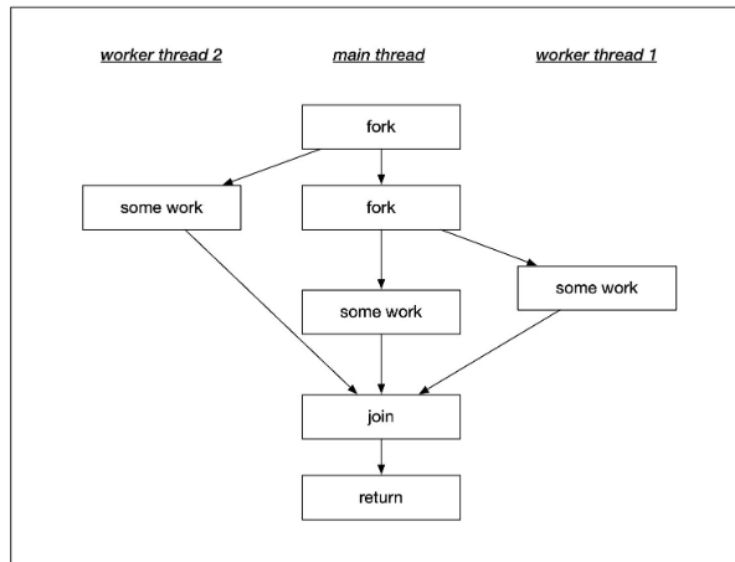 worker thread 2 main thread worker thread 1
fork
some work fork
some work
some work
join
return